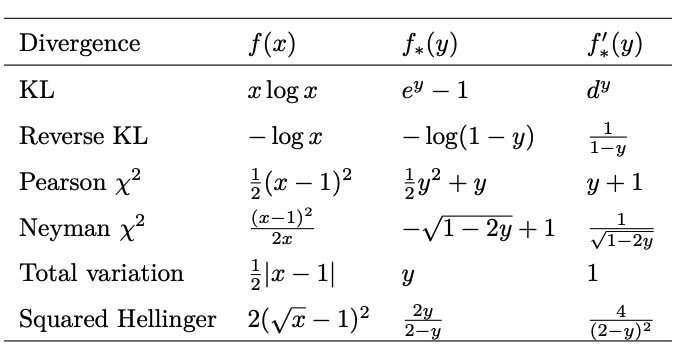 Divergence f(x) f∗(y) f′∗(y)
KL x log x e^y − 1 d^y
Reverse KL − log x − log(1 − y) 1/(1−y)
Pearson χ² ½(x − 1)² ½y² + y y + 1
Neyman χ² (x−1)²/2x −√(1 − 2y) + 1 1/√(1−2y)
Total variation ½|x − 1| y 1
Squared Hellinger 2(√x − 1)² 2y/(2−y) 4/(2−y)²